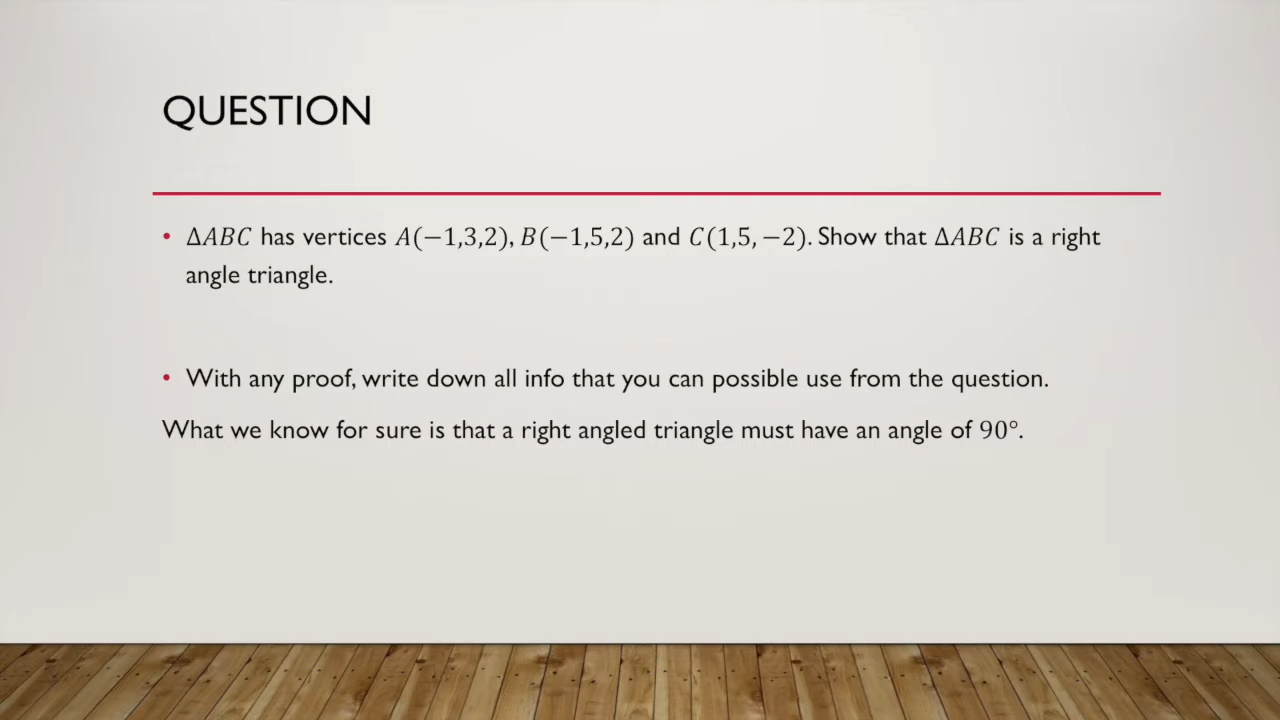 QUESTION
• ΔABC has vertices A(−1,3,2), B(−1,5,2) and C(1,5,−2). Show that ΔABC is a right
angle triangle.
• With any proof, write down all info that you can possible use from the question.
What we know for sure is that a right angled triangle must have an angle of 90°.